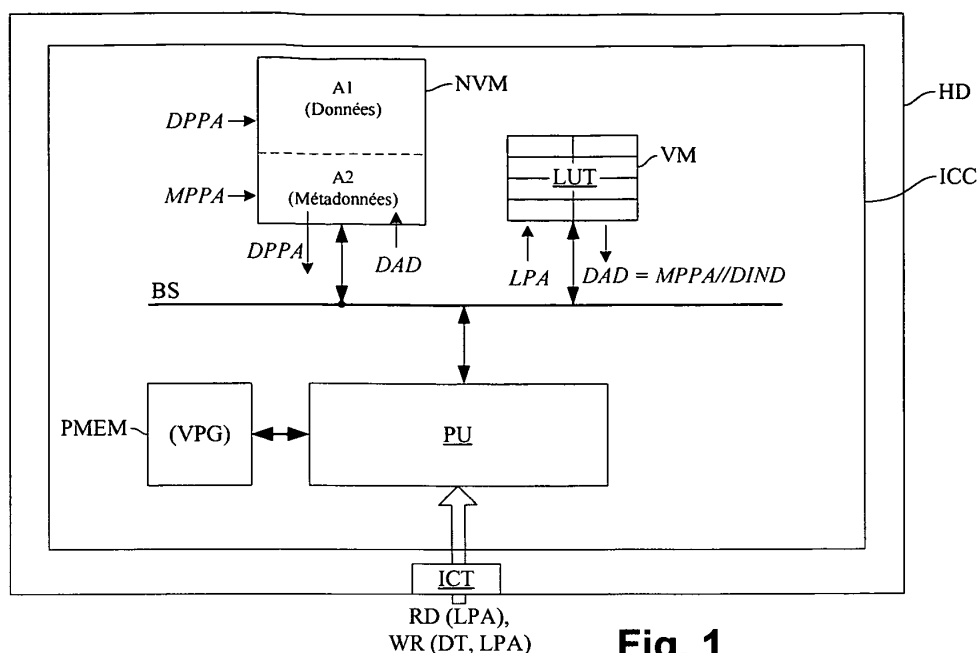 A1
(Données)
NVM
HD
DPPA
VM
LUT
ICC
A2
(Métadonnées)
MPPA
DPPA
DAD
LPA
DAD = MPPA//DIND
BS
PMEM
(VPG)
PU
ICT
RD (LPA),
WR (DT, LPA)
Fig. 1